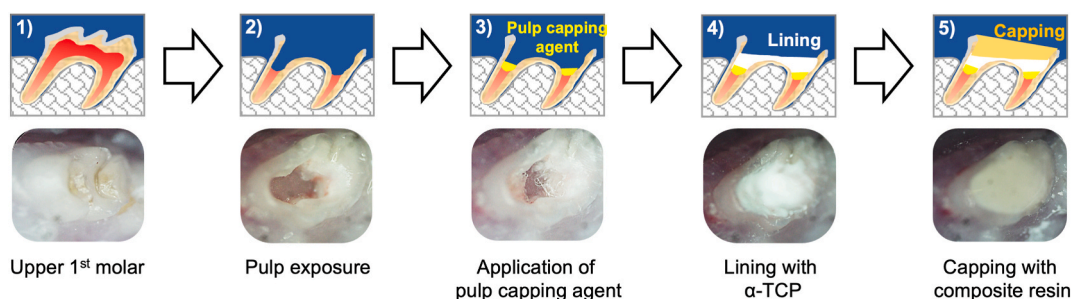 1)
2)
3) Pulp capping
agent
4)
Lining
5)
Capping
Upper 1st molar
Pulp exposure
Application of
pulp capping agent
Lining with
α-TCP
Capping with
composite resin